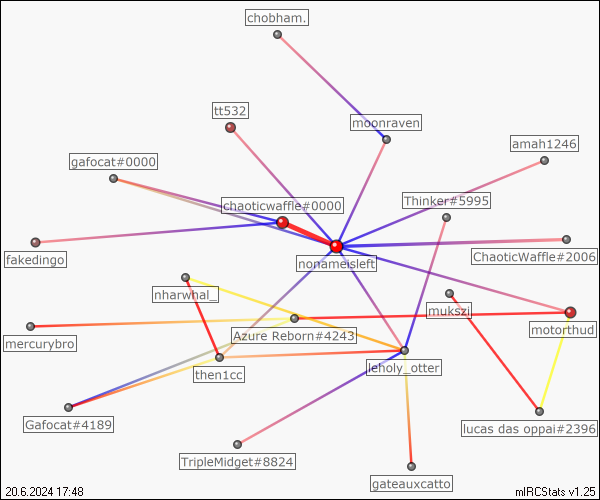 chobham.
tt532
moonraven
amah1246
gafocat#0000
Thinker#5995
chaoticwaffle#0000
fakedingo
nonameisleft
ChaoticWaffle#2006
nharwhal_
mukszi
motorthud
mercurybro
Azure Reborn#4243
then1cc
leholy_otter
Gafocat#4189
lucas das oppai#2396
TripleMidget#8824
gateauxcatto
20.6.2024 17:48
mIRCStats v1.25